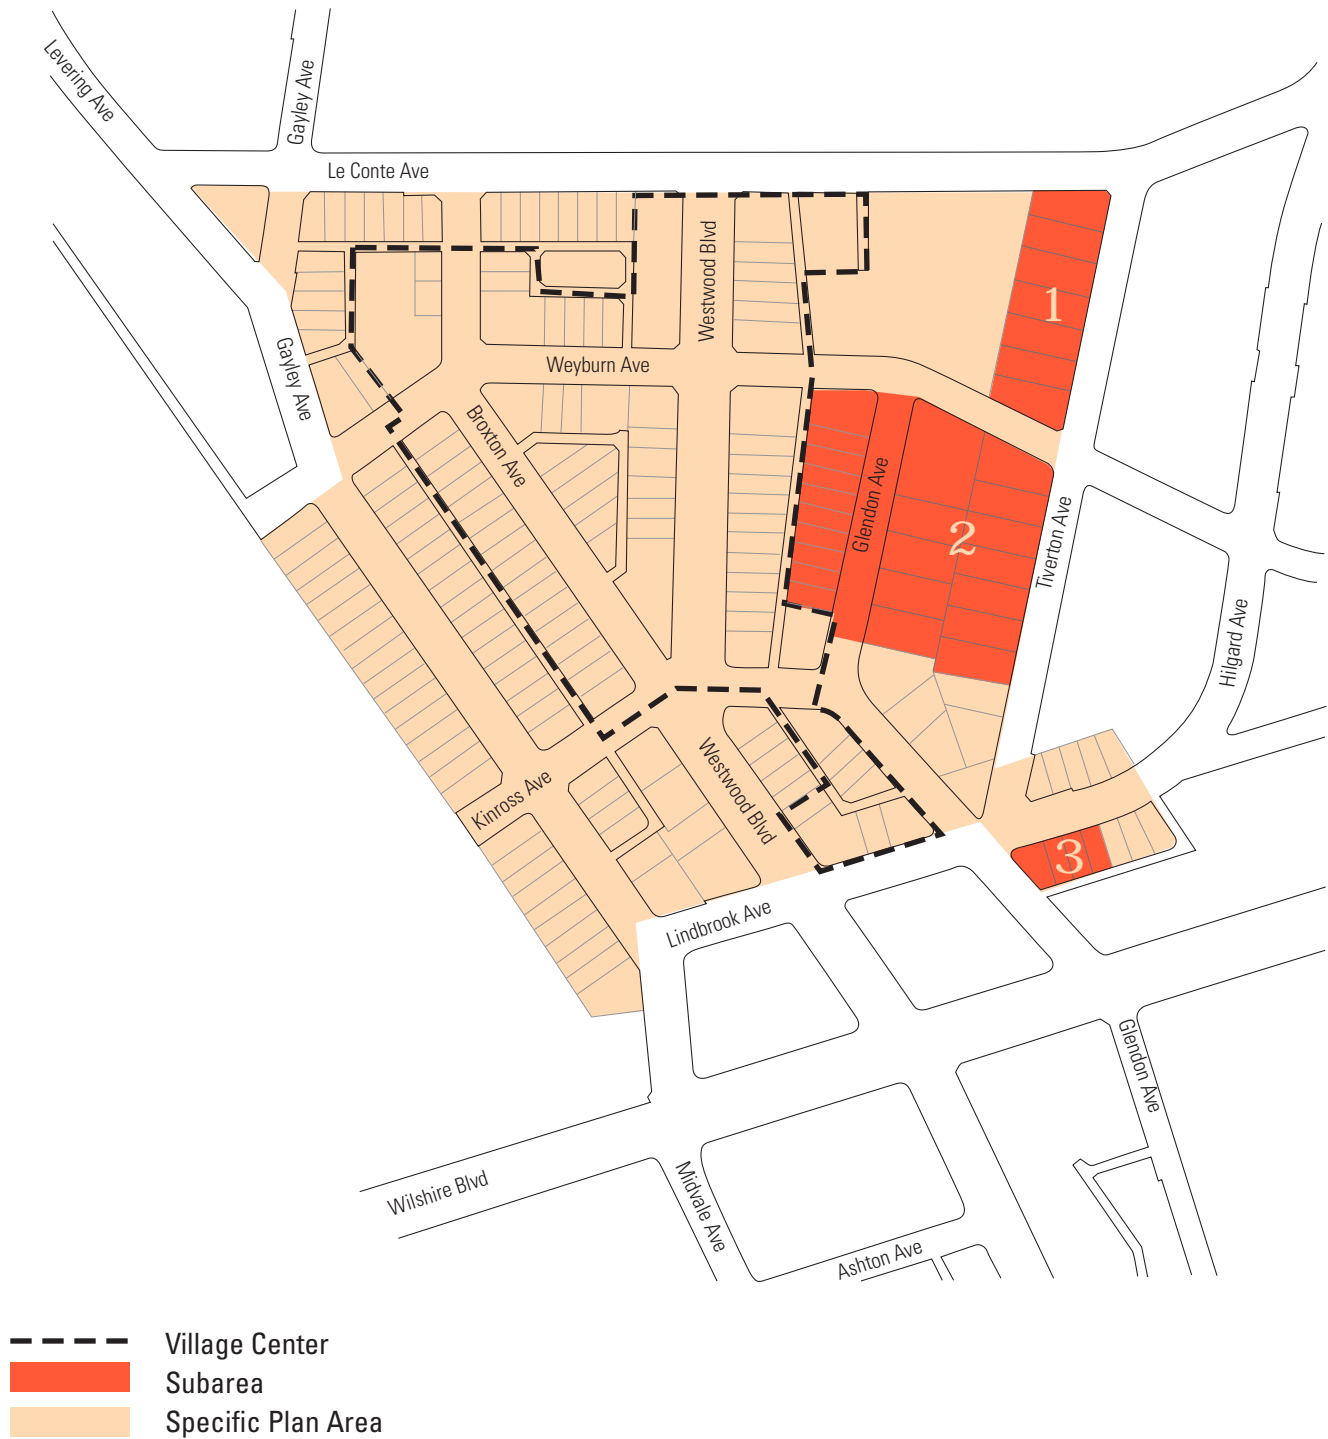 Levering Ave
Gayley Ave
Le Conte Ave
Westwood Blvd
1
Gayley Ave
Weyburn Ave
Broxton Ave
Glendon Ave
2
Tiverton Ave
Hilgard Ave
Kinross Ave
Westwood Blvd
3
Lindbrook Ave
Glendon Ave
Wilshire Blvd
Midvale Ave
Ashton Ave
Village Center
Subarea
Specific Plan Area